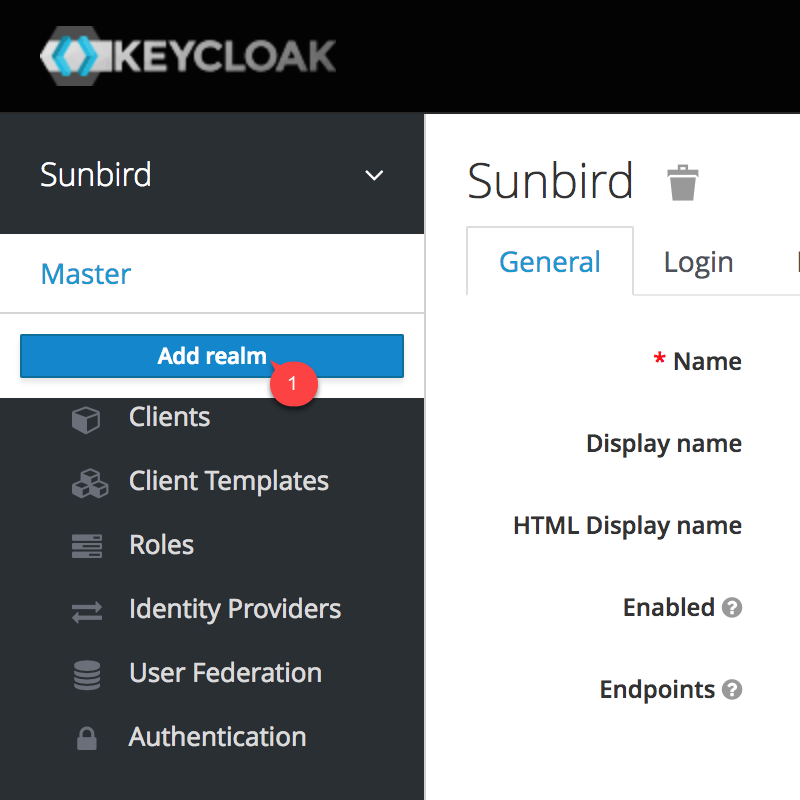 KEYCLOAK
Sunbird
Master
Add realm
1
Clients
Client Templates
Roles
Identity Providers
User Federation
Authentication
Sunbird
General Login
* Name
Display name
HTML Display name
Enabled ?
Endpoints ?